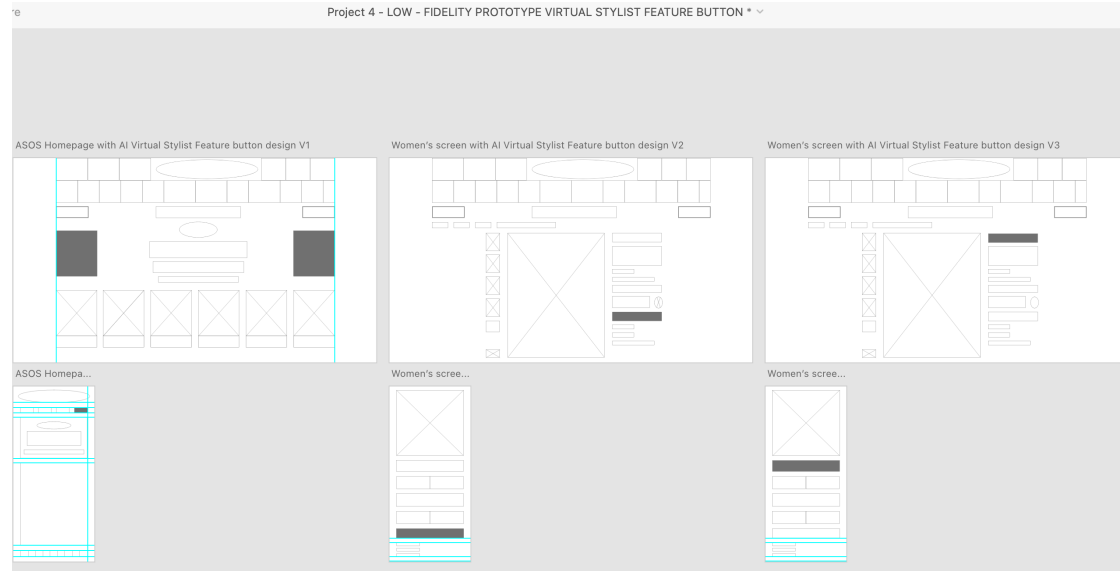 re
Project 4 - LOW - FIDELITY PROTOTYPE VIRTUAL STYLIST FEATURE BUTTON *
ASOS Homepage with AI Virtual Stylist Feature button design V1
Women's screen with AI Virtual Stylist Feature button design V2
Women's screen with AI Virtual Stylist Feature button design V3
ASOS Homepa...
Women's scree...
Women's scree...